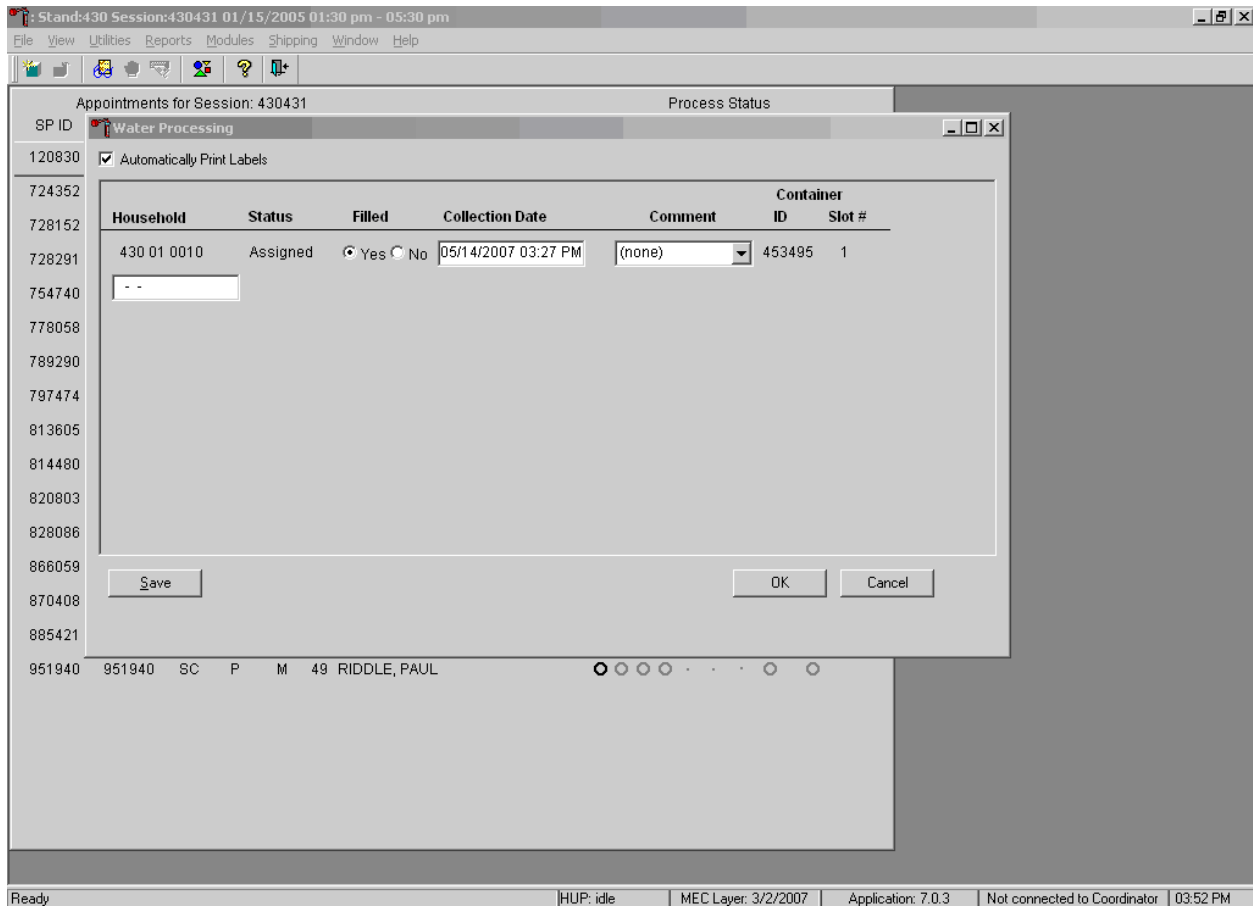 : Stand:430 Session:430431 01/15/2005 01:30 pm - 05:30 pm
File View Utilities Reports Modules Shipping Window Help
Appointments for Session: 430431 Process Status
SP ID
Water Processing
120830
Automatically Print Labels
724352
Container
Household Status Filled Collection Date Comment ID Slot #
728152
430 01 0010 Assigned Yes No 05/14/2007 03:27 PM (none) 453495 1
728291
- -
754740
778058
789290
797474
813605
814480
820803
828086
866059
Save OK Cancel
870408
885421
951940 951940 SC P M 49 RIDDLE, PAUL
Ready HUP: idle MEC Layer: 3/2/2007 Application: 7.0.3 Not connected to Coordinator 03:52 PM